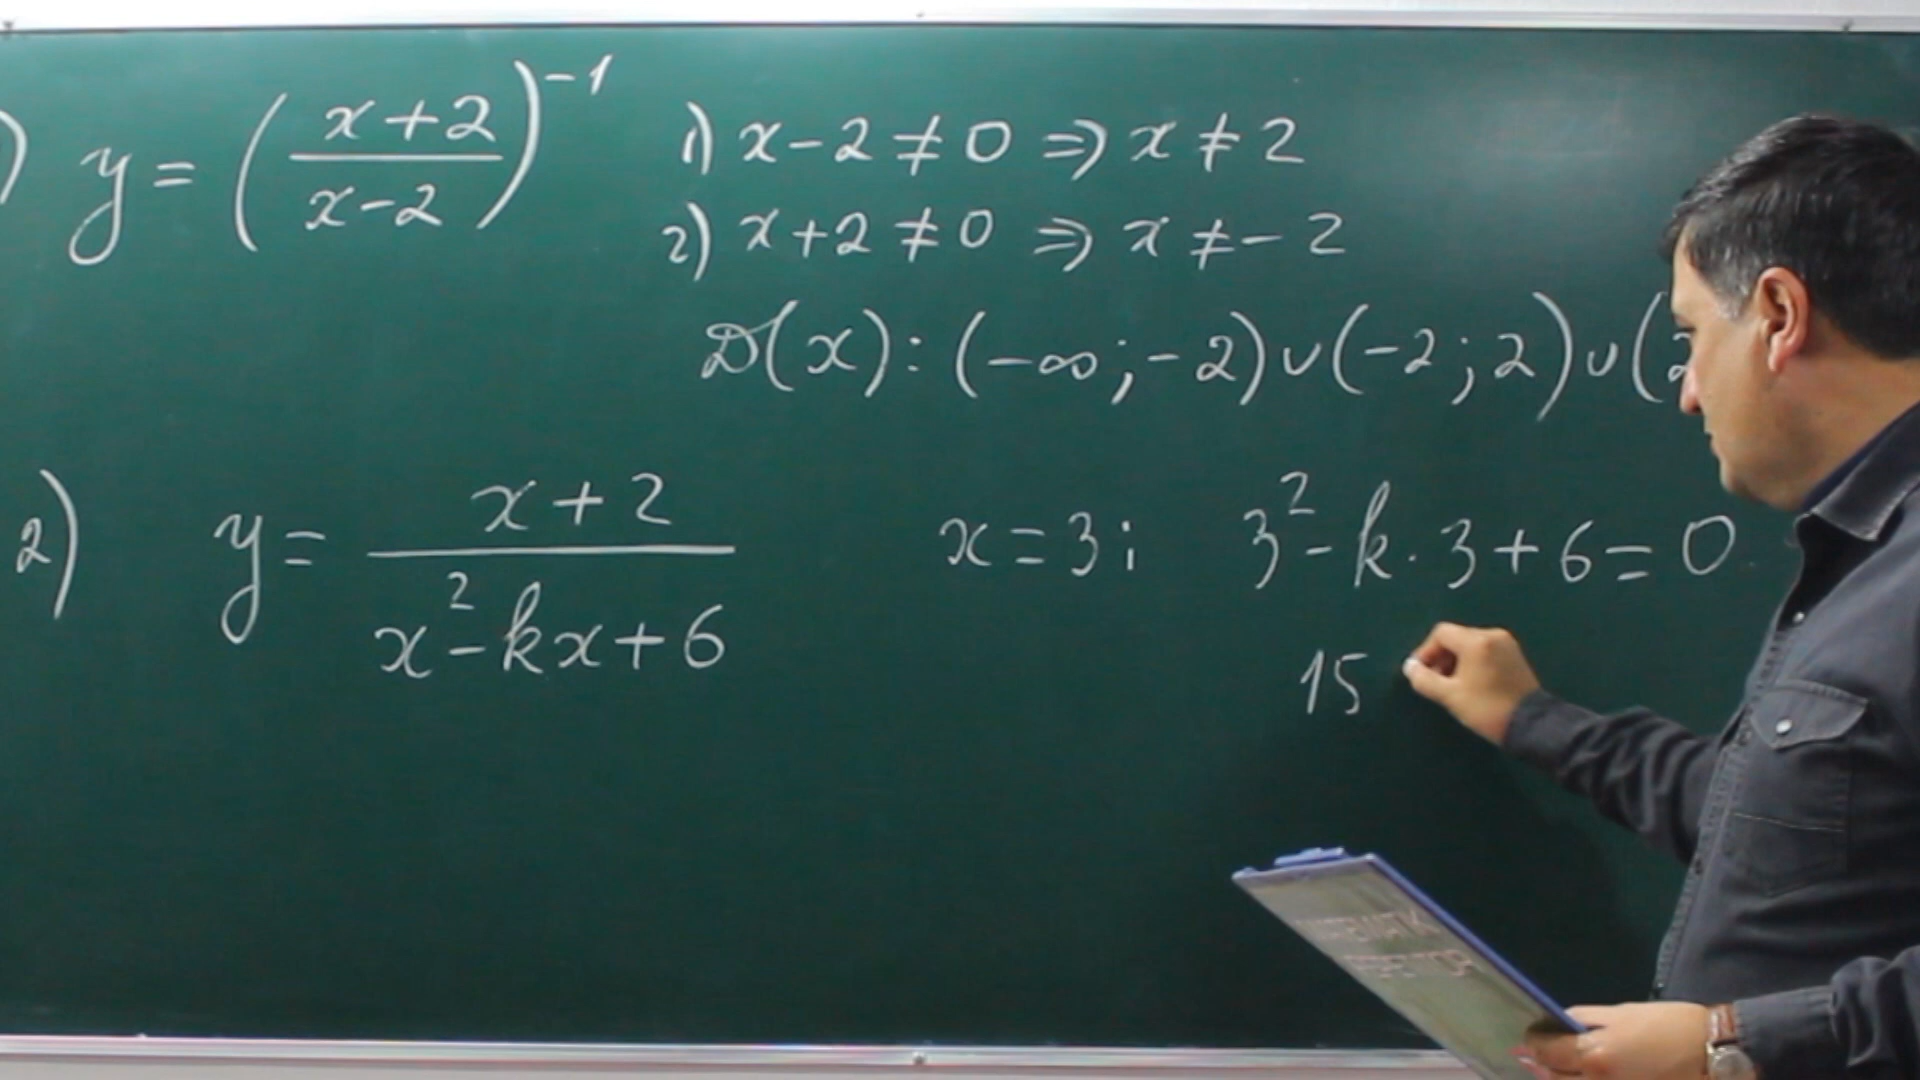 ) y = (x+2 / x-2)^-1
1) x-2 ≠ 0 ⇒ x ≠ 2
2) x+2 ≠ 0 ⇒ x ≠ -2
D(x): (-∞; -2) ∪ (-2; 2) ∪ (2
2) y = x+2 / x²-kx+6
x = 3; 3² - k · 3 + 6 = 0
15